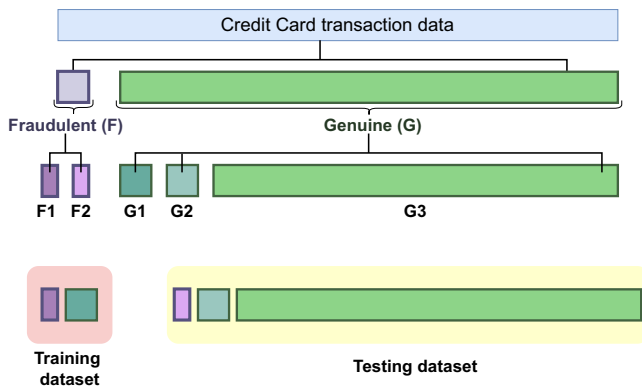 Credit Card transaction data
Fraudulent (F)
Genuine (G)
F1
F2
G1
G2
G3
Training
dataset
Testing dataset